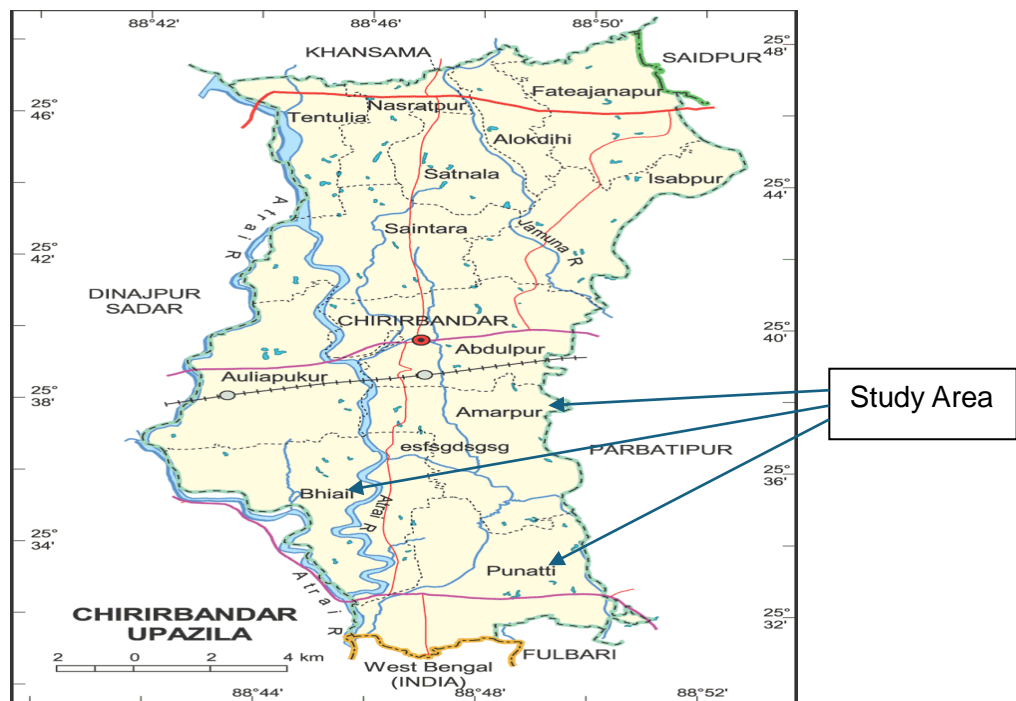 88°42'
88°46'
88°50'
25°
48'
KHANSAMA
SAIDPUR
Fateajanapur
25°
46'
Nasratpur
Tentulia
Alokdihi
Satnala
Isabpur
25°
44'
Atrai R
Saintara
Jamuna R
25°
42'
DINAJPUR
SADAR
CHIRIRBANDAR
25°
40'
Abdulpur
Auliapukur
25°
38'
Amarpur
Study Area
esfsgdsgsg
PARBATIPUR
25°
36'
Bhiail
Atrai R
25°
34'
Punatti
Atrai R
CHIRIRBANDAR
UPAZILA
25°
32'
2 0 2 4 km
West Bengal
(INDIA)
FULBARI
88°44'
88°48'
88°52'